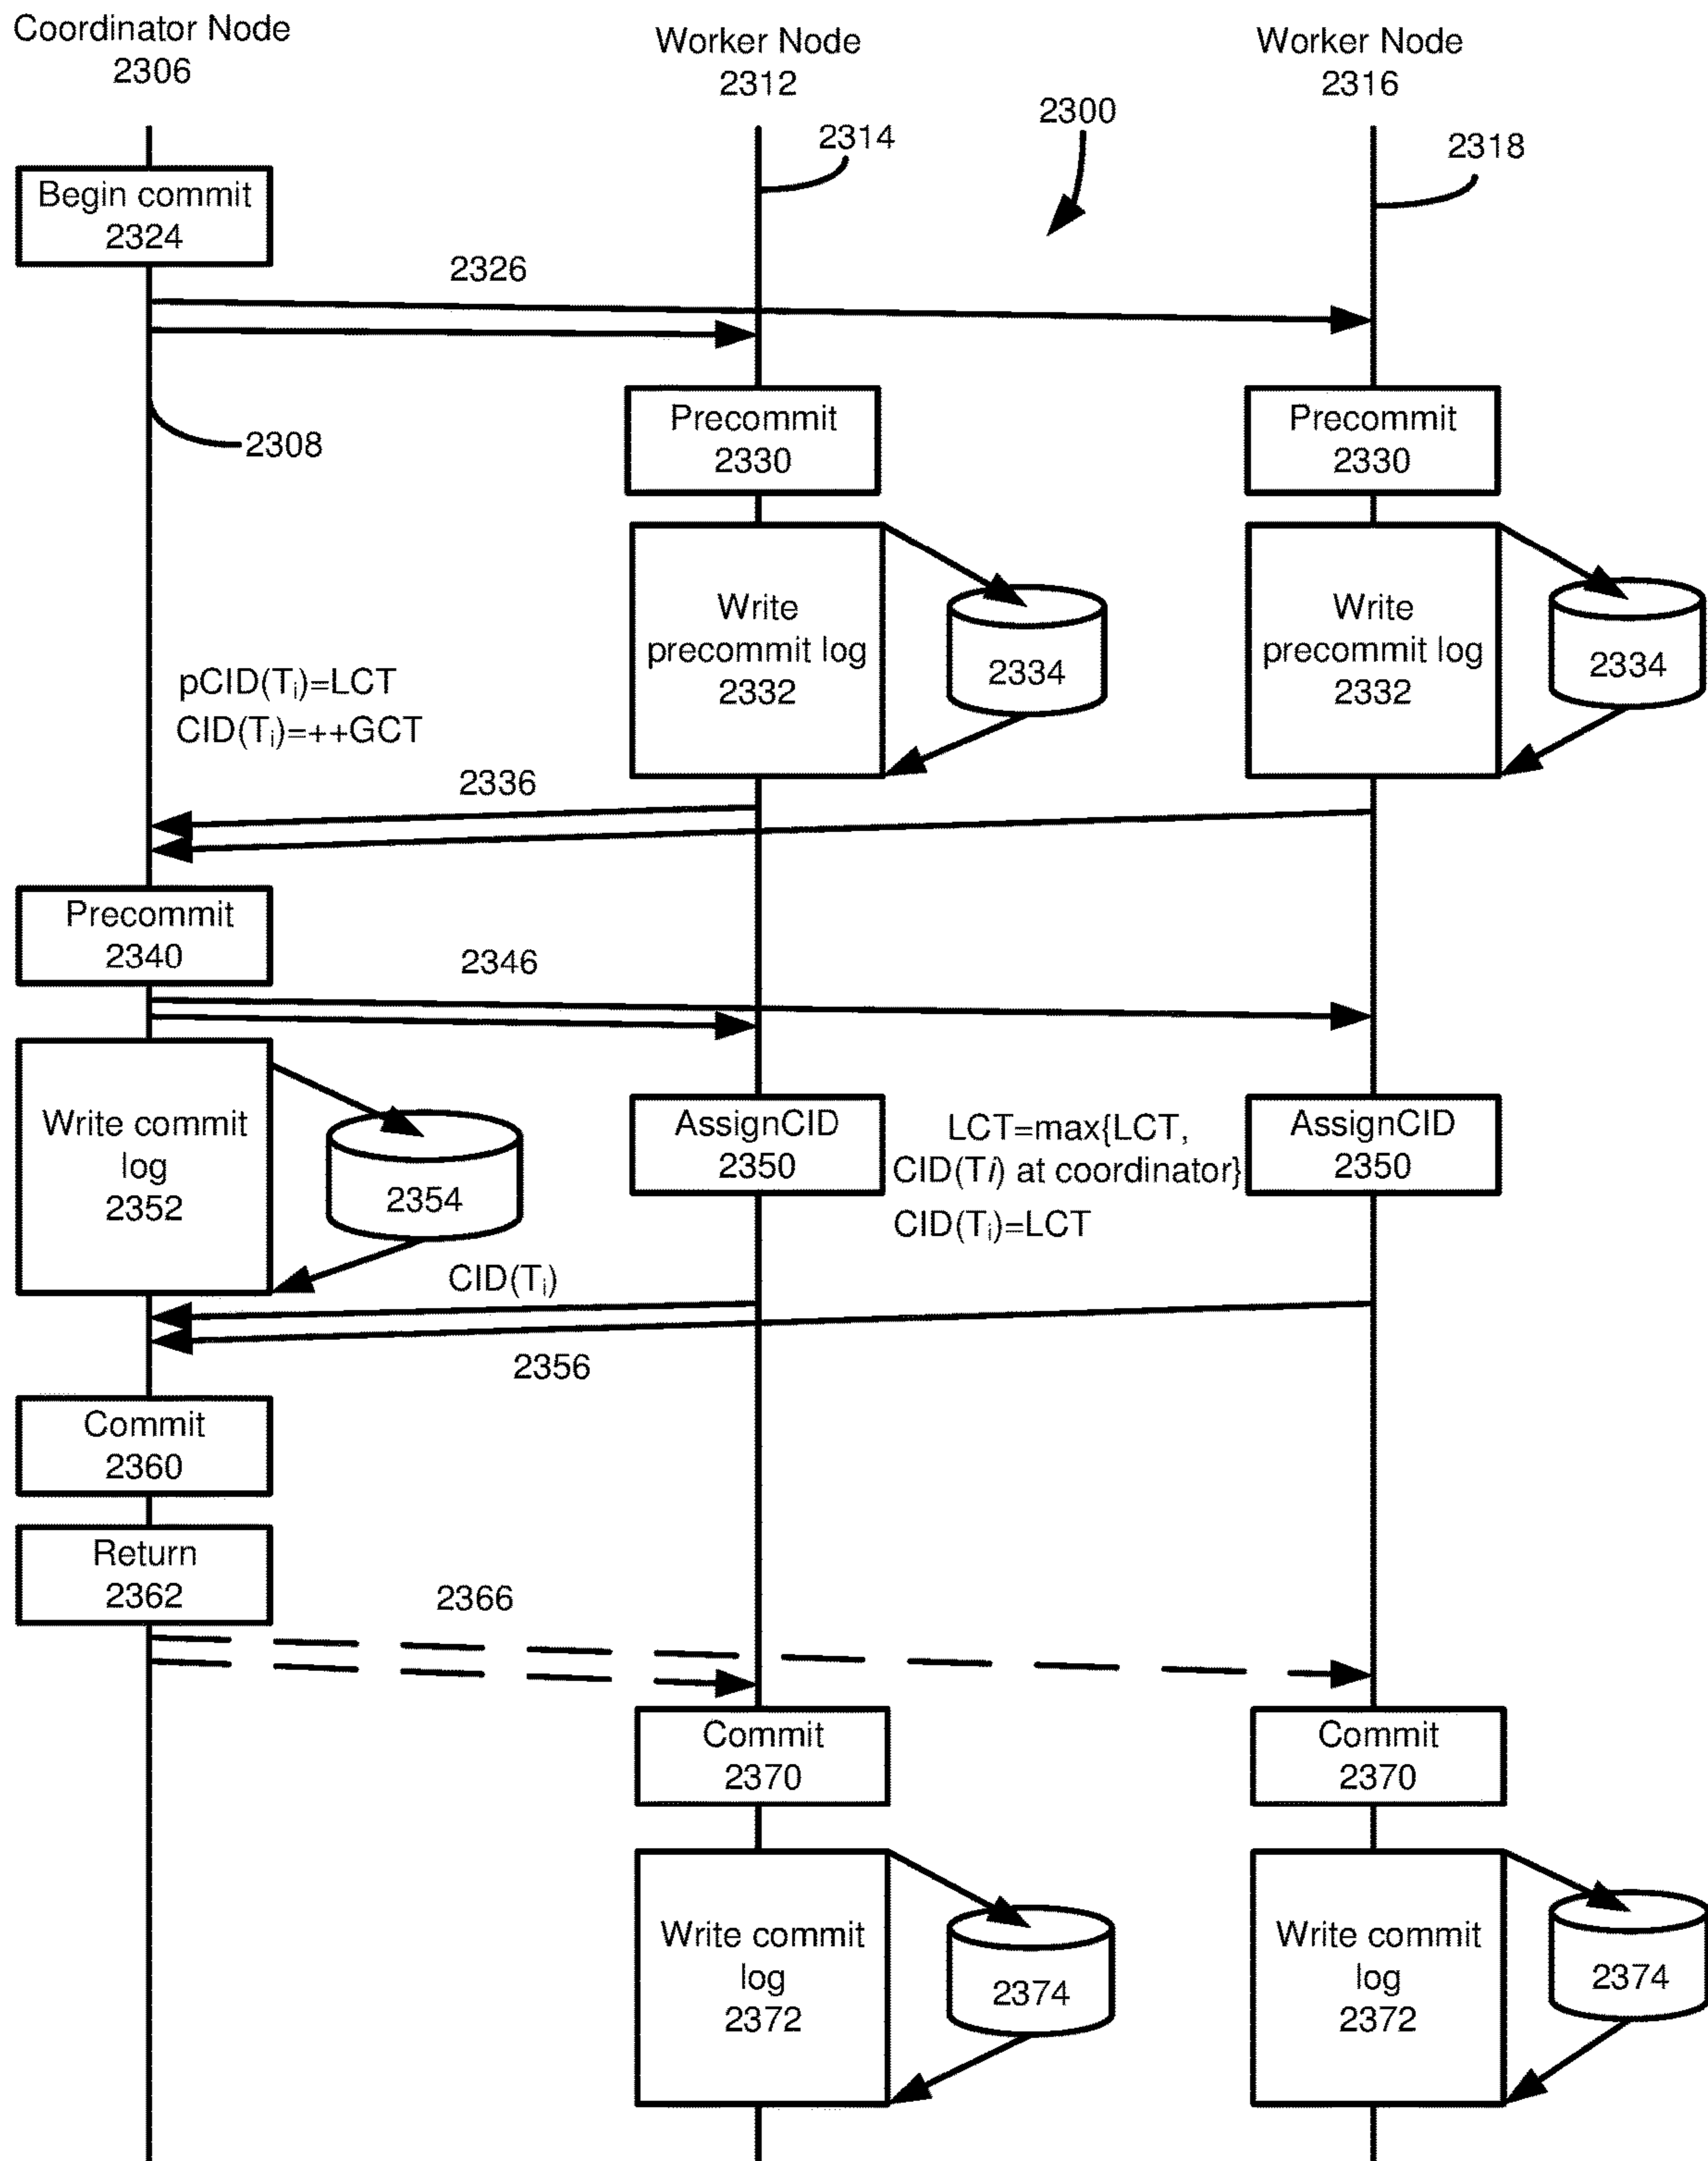 Coordinator Node
2306
Worker Node
2312
Worker Node
2316
2300
2314
2318
Begin commit
2324
2326
2308
Precommit
2330
Precommit
2330
Write
precommit log
2332
2334
Write
precommit log
2332
2334
pCID(Tᵢ)=LCT
CID(Tᵢ)=++GCT
2336
Precommit
2340
2346
Write commit
log
2352
2354
AssignCID
2350
LCT=max{LCT,
CID(Ti) at coordinator}
CID(Tᵢ)=LCT
AssignCID
2350
CID(Tᵢ)
2356
Commit
2360
Return
2362
2366
Commit
2370
Commit
2370
Write commit
log
2372
2374
Write commit
log
2372
2374